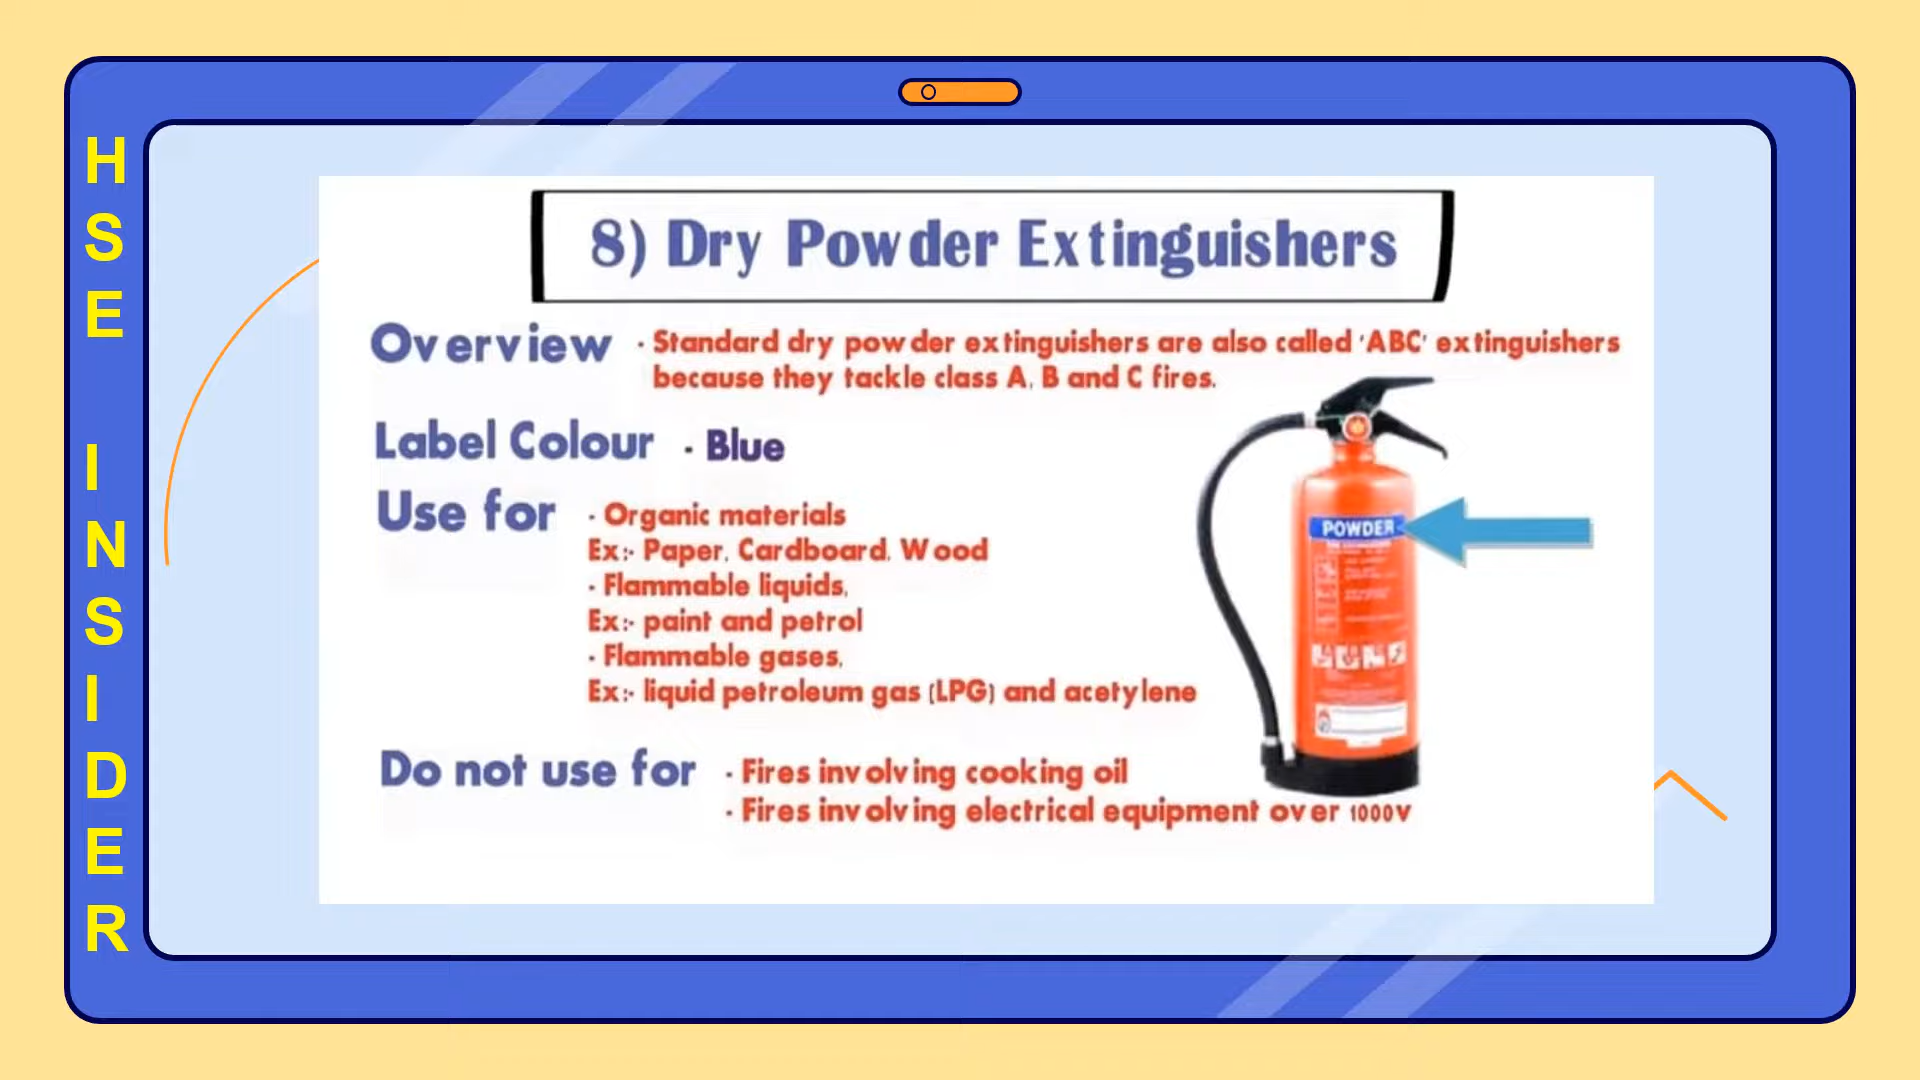 HSE INSIDER
8) Dry Powder Extinguishers
Overview · Standard dry powder extinguishers are also called 'ABC' extinguishers
because they tackle class A, B and C fires.
Label Colour - Blue
Use for · Organic materials
Ex:- Paper, Cardboard, Wood
· Flammable liquids,
Ex:- paint and petrol
· Flammable gases,
Ex:- liquid petroleum gas (LPG) and acetylene
POWDER
Do not use for · Fires involving cooking oil
· Fires involving electrical equipment over 1000V